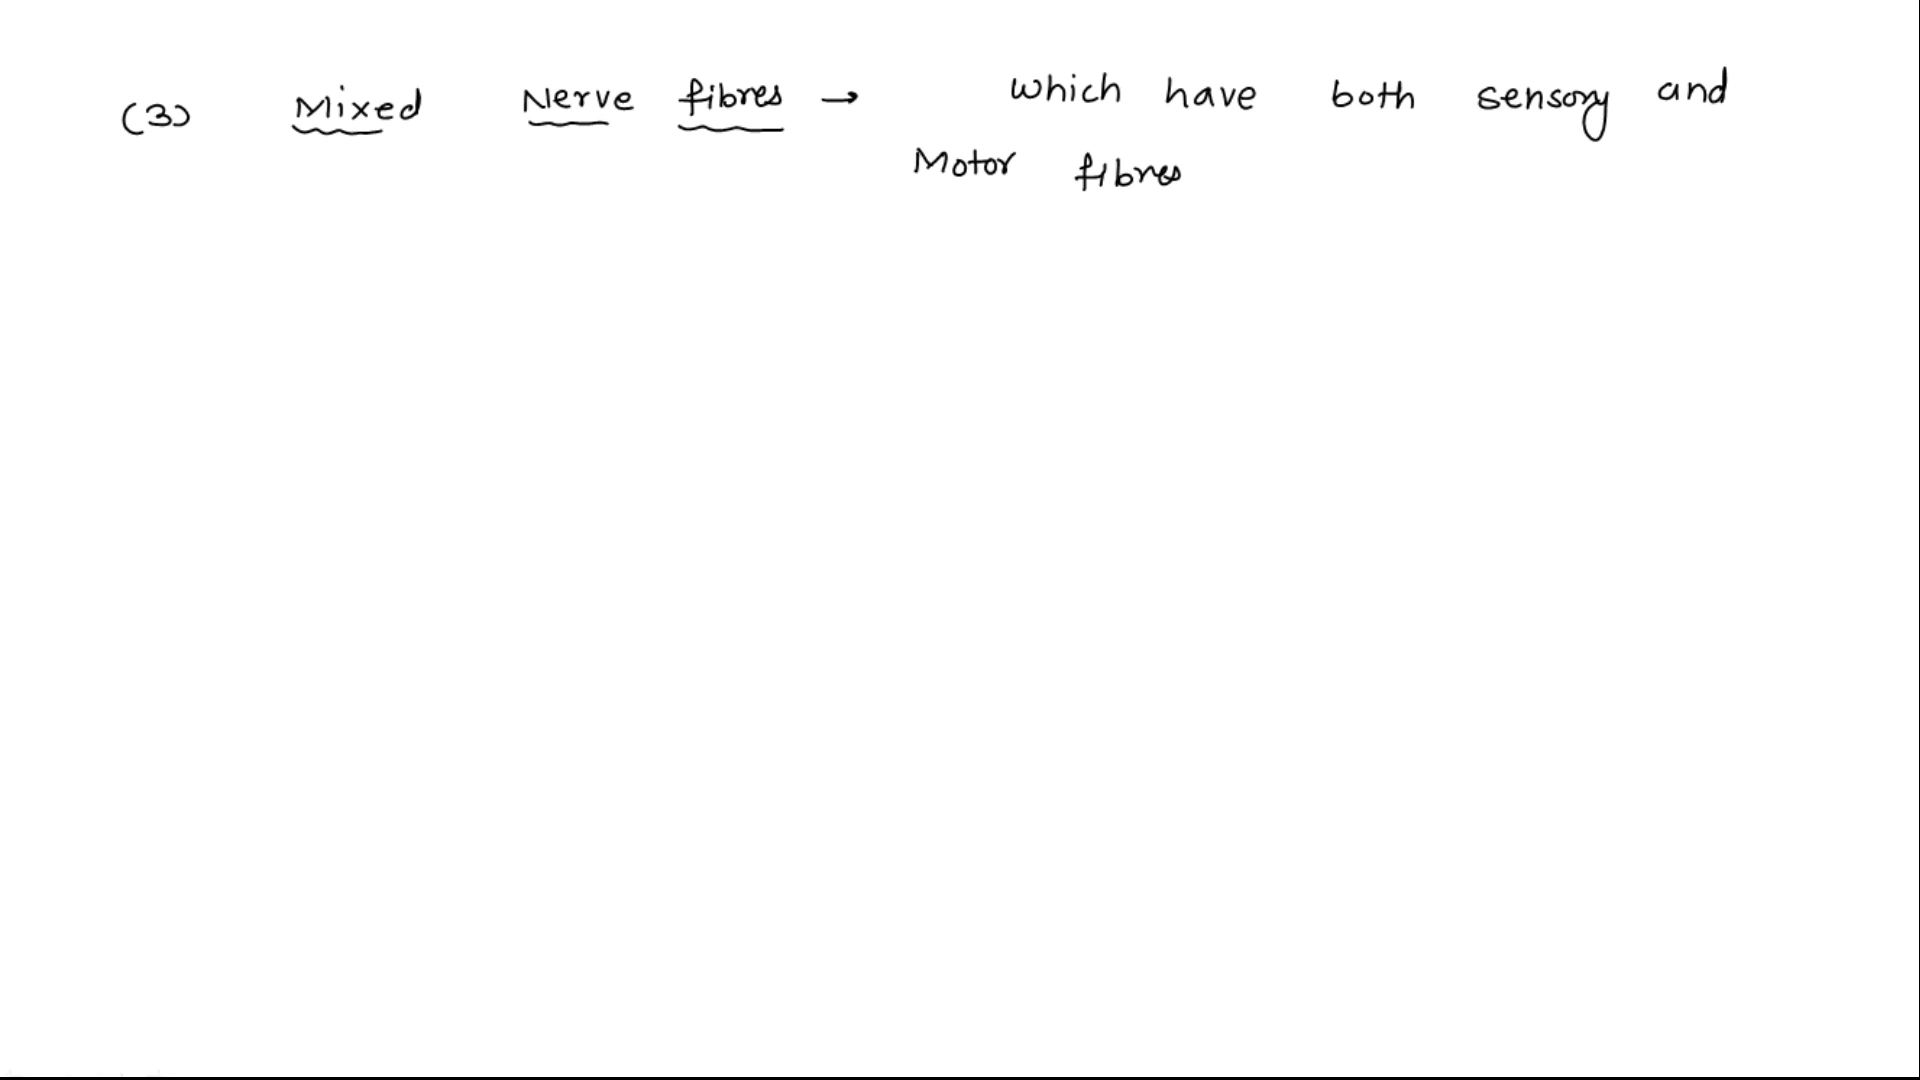 (3) Mixed Nerve fibres → which have both sensory and
Motor fibres